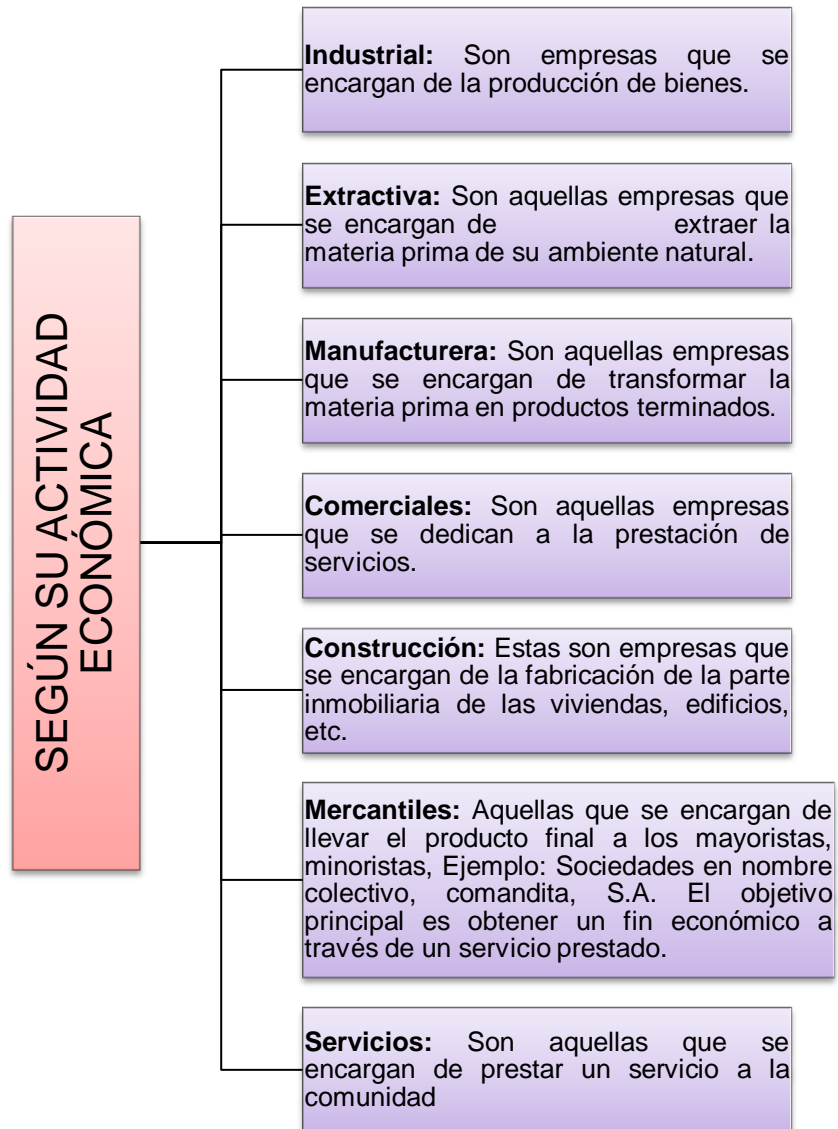 SEGÚN SU ACTIVIDAD
ECONÓMICA
Industrial: Son empresas que se
encargan de la producción de bienes.
Extractiva: Son aquellas empresas que
se encargan de extraer la
materia prima de su ambiente natural.
Manufacturera: Son aquellas empresas
que se encargan de transformar la
materia prima en productos terminados.
Comerciales: Son aquellas empresas
que se dedican a la prestación de
servicios.
Construcción: Estas son empresas que
se encargan de la fabricación de la parte
inmobiliaria de las viviendas, edificios,
etc.
Mercantiles: Aquellas que se encargan de
llevar el producto final a los mayoristas,
minoristas, Ejemplo: Sociedades en nombre
colectivo, comandita, S.A. El objetivo
principal es obtener un fin económico a
través de un servicio prestado.
Servicios: Son aquellas que se
encargan de prestar un servicio a la
comunidad